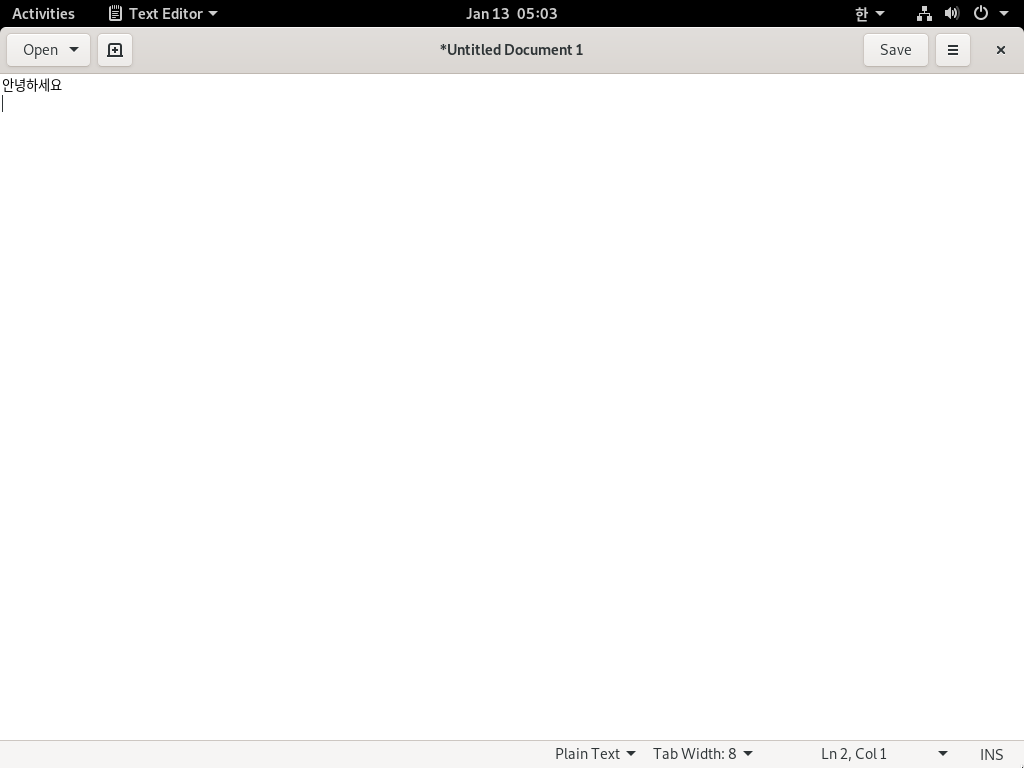 Activities Text Editor Jan 13 05:03 한
Open *Untitled Document 1 Save
안녕하세요
Plain Text Tab Width: 8 Ln 2, Col 1 INS